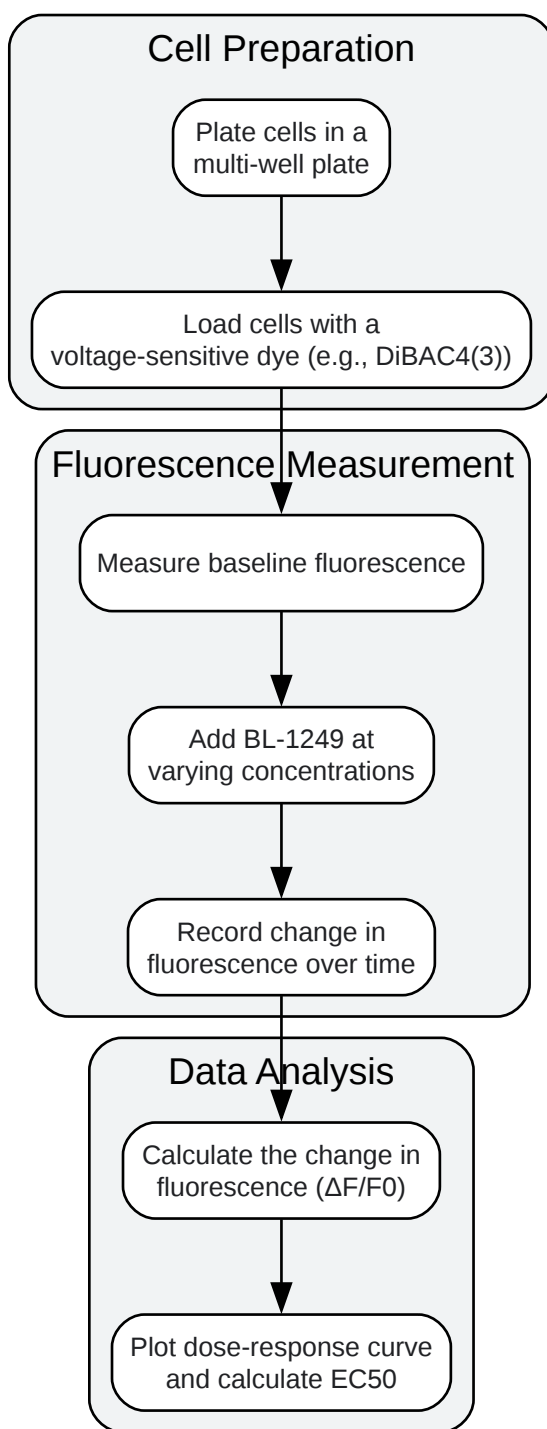 Cell Preparation
Plate cells in a
multi-well plate
Load cells with a
voltage-sensitive dye (e.g., DiBAC4(3))
Fluorescence Measurement
Measure baseline fluorescence
Add BL-1249 at
varying concentrations
Record change in
fluorescence over time
Data Analysis
Calculate the change in
fluorescence (ΔF/F0)
Plot dose-response curve
and calculate EC50